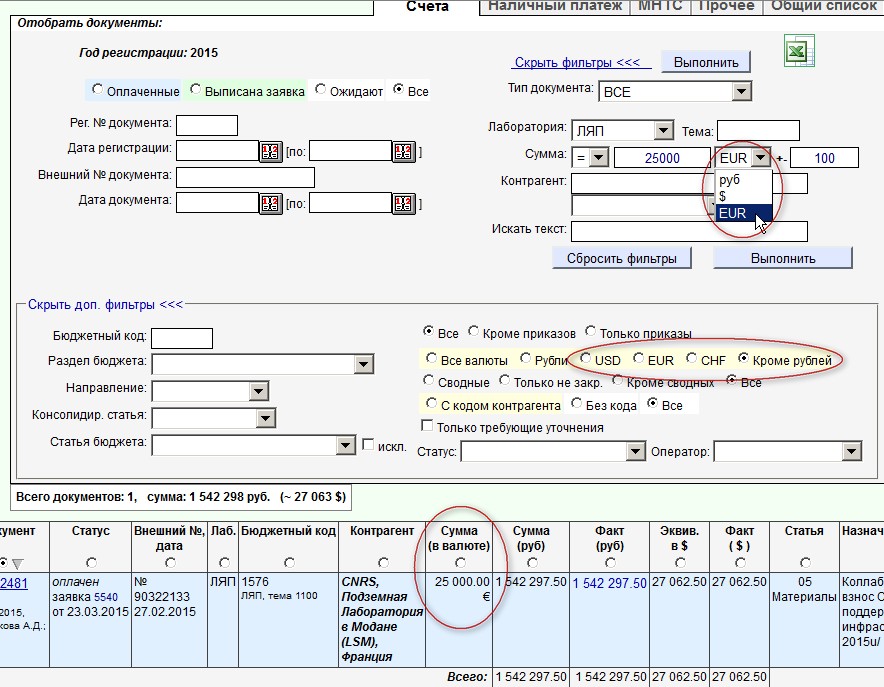 Счета
Наличный платеж
МНТС
Прочее
Общий список
Отобрать документы:
Год регистрации: 2015
Скрыть фильтры <<<
Выполнить
Оплаченные Выписана заявка Ожидают Все
Тип документа: ВСЕ
Рег. № документа:
Лаборатория: ЛЯП Тема:
Дата регистрации: [по: ]
Сумма: = 25000 EUR +- 100
Внешний № документа:
Контрагент:
руб
$
EUR
Дата документа: [по: ]
Искать текст:
Сбросить фильтры
Выполнить
Скрыть доп. фильтры <<<
Бюджетный код:
Все Кроме приказов Только приказы
Раздел бюджета:
Все валюты Рубли USD EUR CHF Кроме рублей
Направление:
Сводные Только не закр. Кроме сводных Все
Консолидир. статья:
С кодом контрагента Без кода Все
Только требующие уточнения
Статья бюджета: искл.
Статус: Оператор:
Всего документов: 1, сумма: 1 542 298 руб. (~ 27 063 $)
кумент Статус Внешний №, Лаб. Бюджетный код Контрагент Сумма Сумма Факт Эквив. Факт Статья Назнач
дата (в валюте) (руб) (руб) в $ ( $ )
2481 оплачен № ЛЯП 1576 CNRS, 25 000.00 1 542 297.50 1 542 297.50 27 062.50 27 062.50 05 Коллаб
заявка 5540 90322133 ЛЯП, тема 1100 Подземная € Материалы взнос С
2015, от 23.03.2015 27.02.2015 Лаборатория поддер
кова А.Д.; в Модане инфрас
(LSM), 2015u/
Франция
Всего: 1 542 297.50 1 542 297.50 27 062.50 27 062.50